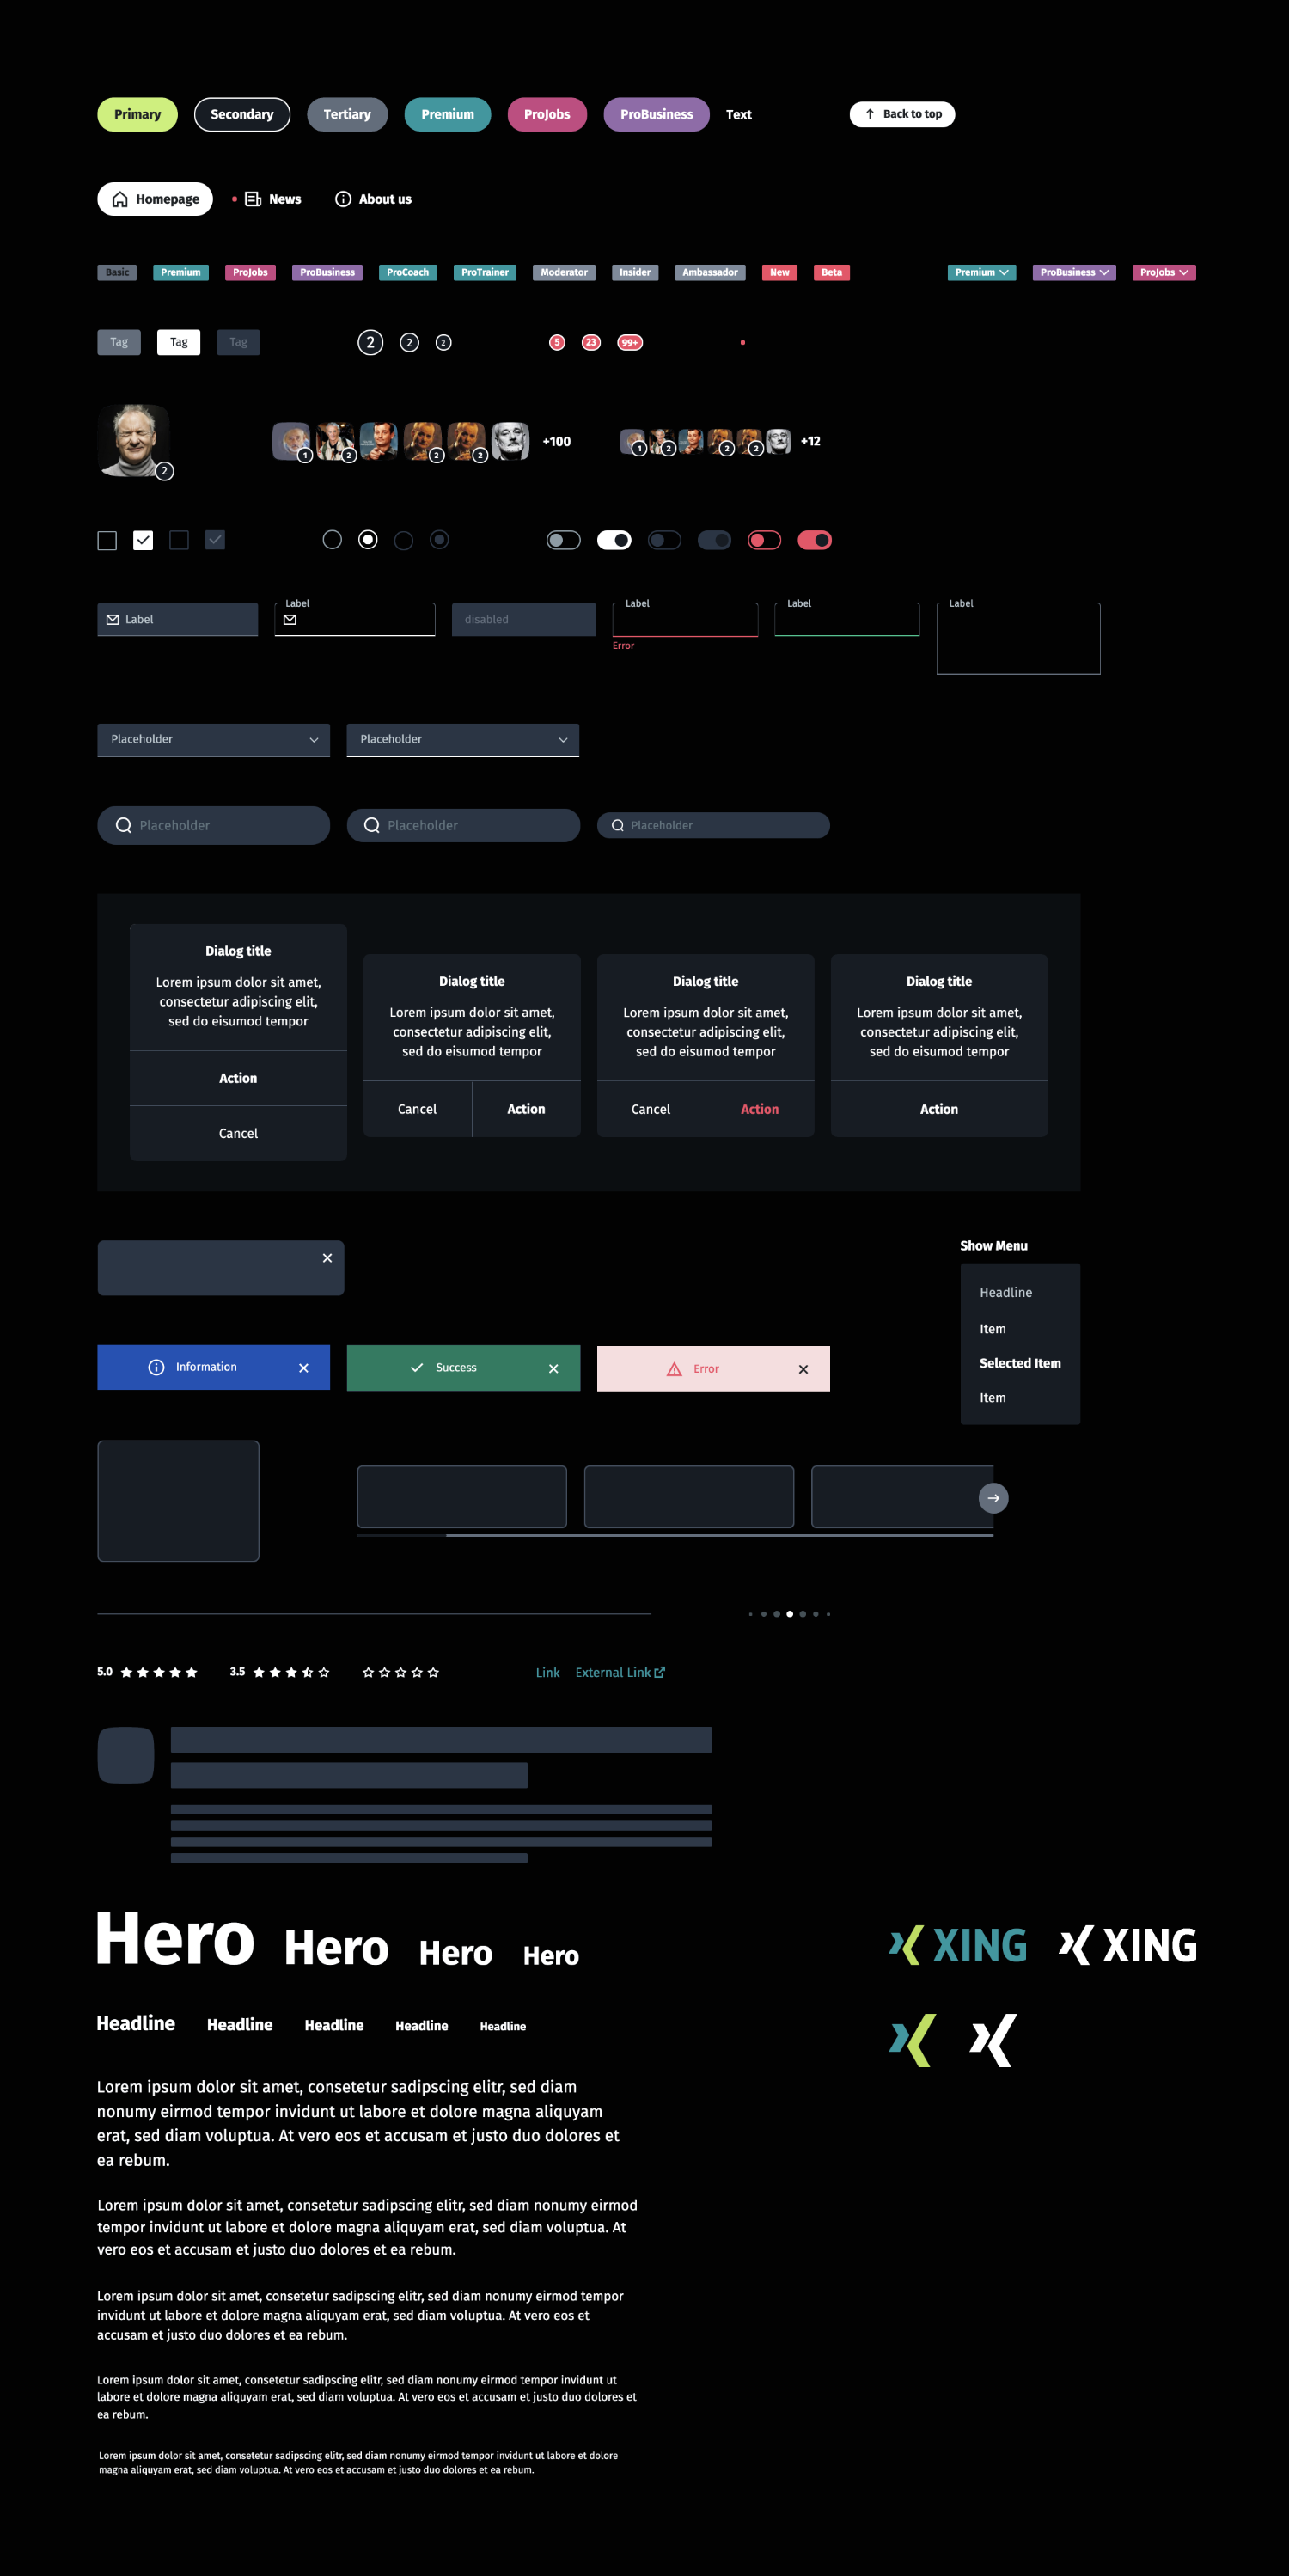 Primary Secondary Tertiary Premium ProJobs ProBusiness Text Back to top
Homepage News About us
Basic Premium ProJobs ProBusiness ProCoach ProTrainer Moderator Insider Ambassador New Beta Premium ProBusiness ProJobs
Tag Tag Tag 2 2 2 5 23 99+
2 1 2 2 2 +100 1 2 2 2 +12
Label Label disabled Label Label Label
Error
Placeholder Placeholder
Placeholder Placeholder Placeholder
Dialog title
Lorem ipsum dolor sit amet,
consectetur adipiscing elit,
sed do eisumod tempor
Action
Cancel
Dialog title
Lorem ipsum dolor sit amet,
consectetur adipiscing elit,
sed do eisumod tempor
Cancel Action
Dialog title
Lorem ipsum dolor sit amet,
consectetur adipiscing elit,
sed do eisumod tempor
Cancel Action
Dialog title
Lorem ipsum dolor sit amet,
consectetur adipiscing elit,
sed do eisumod tempor
Action
Show Menu
Headline
Item
Selected Item
Item
Information Success Error
5.0 3.5 Link External Link
Hero Hero Hero Hero
XING XING
Headline Headline Headline Headline Headline
Lorem ipsum dolor sit amet, consetetur sadipscing elitr, sed diam
nonumy eirmod tempor invidunt ut labore et dolore magna aliquyam
erat, sed diam voluptua. At vero eos et accusam et justo duo dolores et
ea rebum.
Lorem ipsum dolor sit amet, consetetur sadipscing elitr, sed diam nonumy eirmod
tempor invidunt ut labore et dolore magna aliquyam erat, sed diam voluptua. At
vero eos et accusam et justo duo dolores et ea rebum.
Lorem ipsum dolor sit amet, consetetur sadipscing elitr, sed diam nonumy eirmod tempor
invidunt ut labore et dolore magna aliquyam erat, sed diam voluptua. At vero eos et
accusam et justo duo dolores et ea rebum.
Lorem ipsum dolor sit amet, consetetur sadipscing elitr, sed diam nonumy eirmod tempor invidunt ut
labore et dolore magna aliquyam erat, sed diam voluptua. At vero eos et accusam et justo duo dolores et
ea rebum.
Lorem ipsum dolor sit amet, consetetur sadipscing elitr, sed diam nonumy eirmod tempor invidunt ut labore et dolore
magna aliquyam erat, sed diam voluptua. At vero eos et accusam et justo duo dolores et ea rebum.